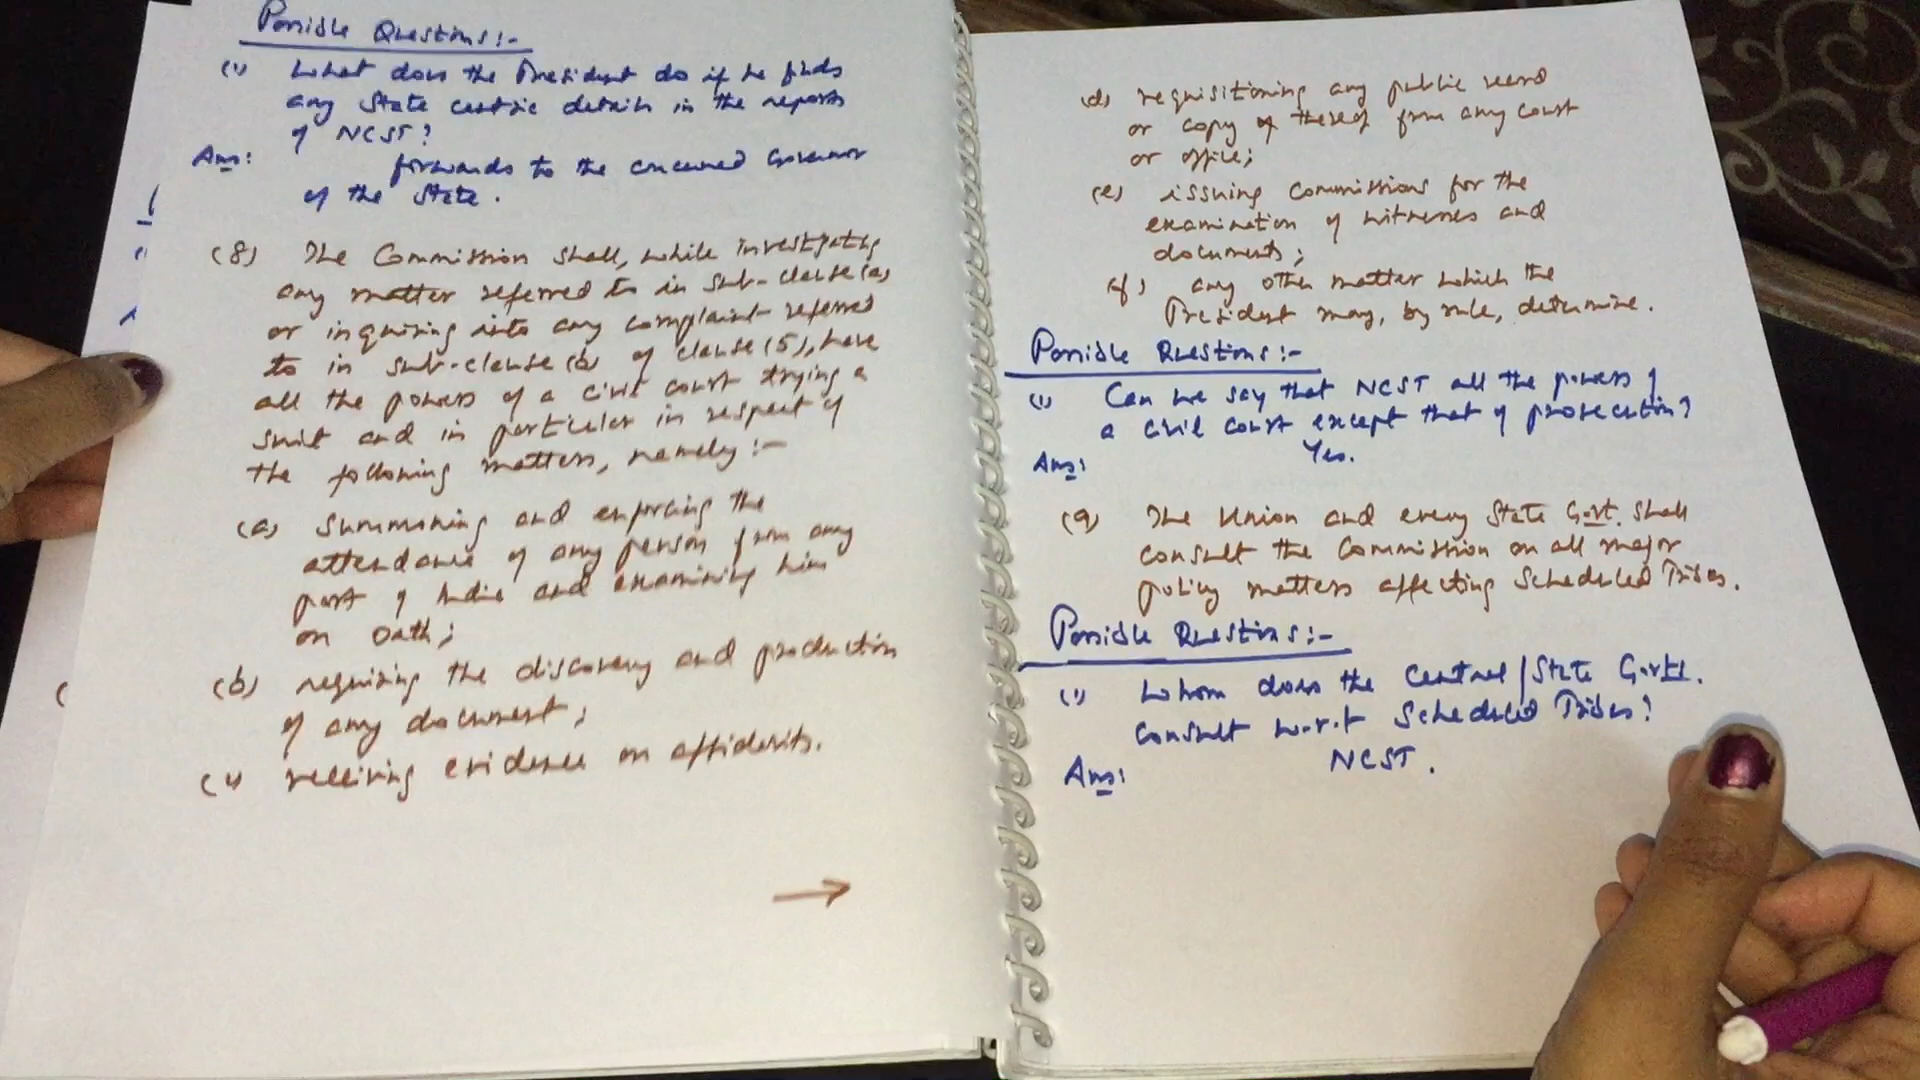 Possible Questions:-
(i) What does the President do if he finds
any State centric details in the reports
of NCST?
Ans: forwards to the concerned Governor
of the State.
(8) The Commission shall, while investigating
any matter referred to in sub-clause (a)
or inquiring into any complaint referred
to in sub-clause (b) of clause (5), have
all the powers of a civil court trying a
suit and in particular in respect of
the following matters, namely :-
(a) Summoning and enforcing the
attendance of any person from any
part of India and examining him
on oath;
(b) requiring the discovery and production
of any document;
(c) receiving evidence on affidavits.
(d) requisitioning any public record
or copy of thereof from any court
or office;
(e) issuing Commissions for the
examination of witnesses and
documents;
(f) any other matter which the
President may, by rule, determine.
Possible Questions :-
(i) Can we say that NCST all the powers of
a civil court except that of prosecution?
Ans: Yes.
(9) The Union and every State Govt. shall
consult the Commission on all major
policy matters affecting Scheduled Tribes.
Possible Questions:-
(i) Whom does the Central/State Govt.
consult w.r.t Scheduled Tribes?
Ans: NCST.